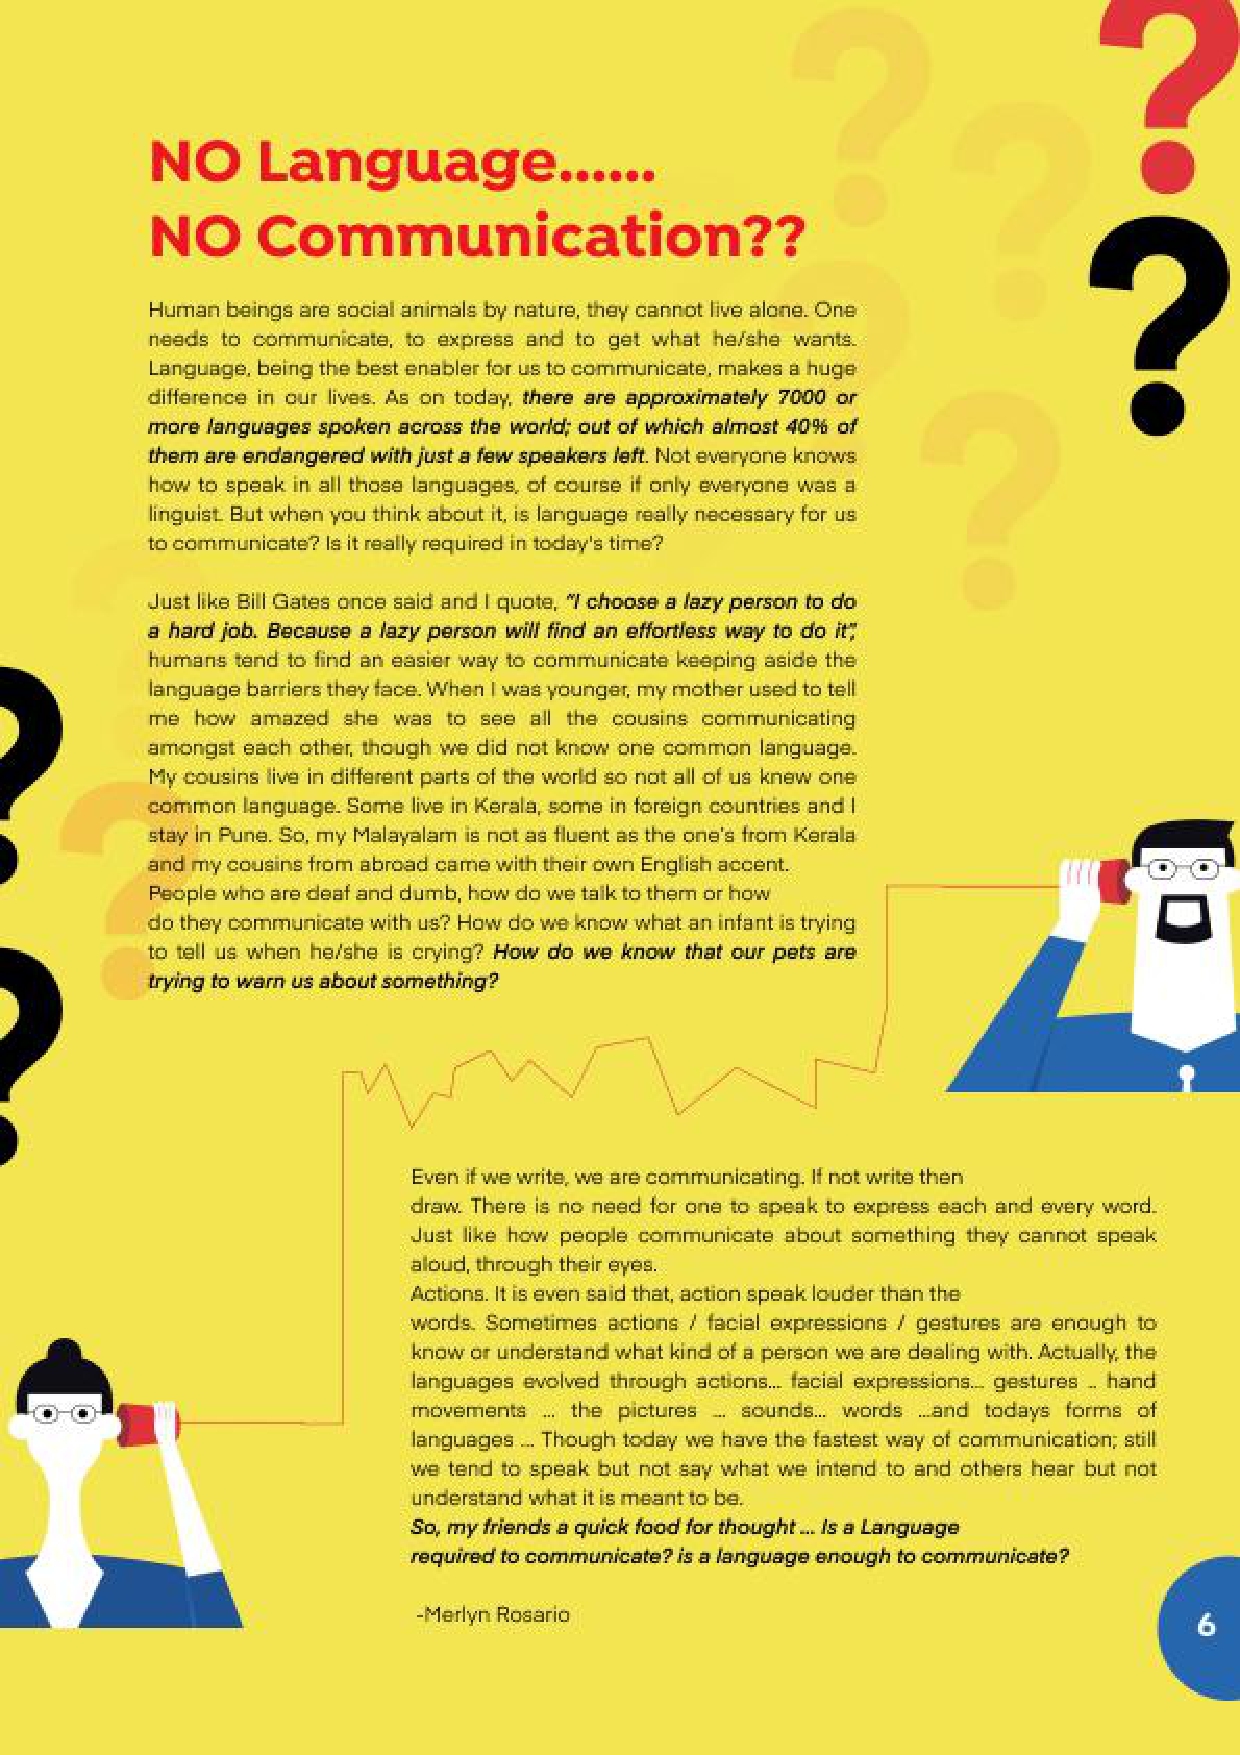 NO Language......
NO Communication??
Human beings are social animals by nature, they cannot live alone. One
needs to communicate, to express and to get what he/she wants.
Language, being the best enabler for us to communicate, makes a huge
difference in our lives. As on today, there are approximately 7000 or
more languages spoken across the world; out of which almost 40% of
them are endangered with just a few speakers left. Not everyone knows
how to speak in all those languages, of course if only everyone was a
linguist. But when you think about it, is language really necessary for us
to communicate? Is it really required in today's time?
Just like Bill Gates once said and I quote, "I choose a lazy person to do
a hard job. Because a lazy person will find an effortless way to do it",
humans tend to find an easier way to communicate keeping aside the
language barriers they face. When I was younger, my mother used to tell
me how amazed she was to see all the cousins communicating
amongst each other, though we did not know one common language.
My cousins live in different parts of the world so not all of us knew one
common language. Some live in Kerala, some in foreign countries and I
stay in Pune. So, my Malayalam is not as fluent as the one's from Kerala
and my cousins from abroad came with their own English accent.
People who are deaf and dumb, how do we talk to them or how
do they communicate with us? How do we know what an infant is trying
to tell us when he/she is crying? How do we know that our pets are
trying to warn us about something?
Even if we write, we are communicating. If not write then
draw. There is no need for one to speak to express each and every word.
Just like how people communicate about something they cannot speak
aloud, through their eyes.
Actions. It is even said that, action speak louder than the
words. Sometimes actions / facial expressions / gestures are enough to
know or understand what kind of a person we are dealing with. Actually, the
languages evolved through actions... facial expressions... gestures .. hand
movements ... the pictures ... sounds... words ...and todays forms of
languages ... Though today we have the fastest way of communication; still
we tend to speak but not say what we intend to and others hear but not
understand what it is meant to be.
So, my friends a quick food for thought ... Is a Language
required to communicate? is a language enough to communicate?
-Merlyn Rosario
6